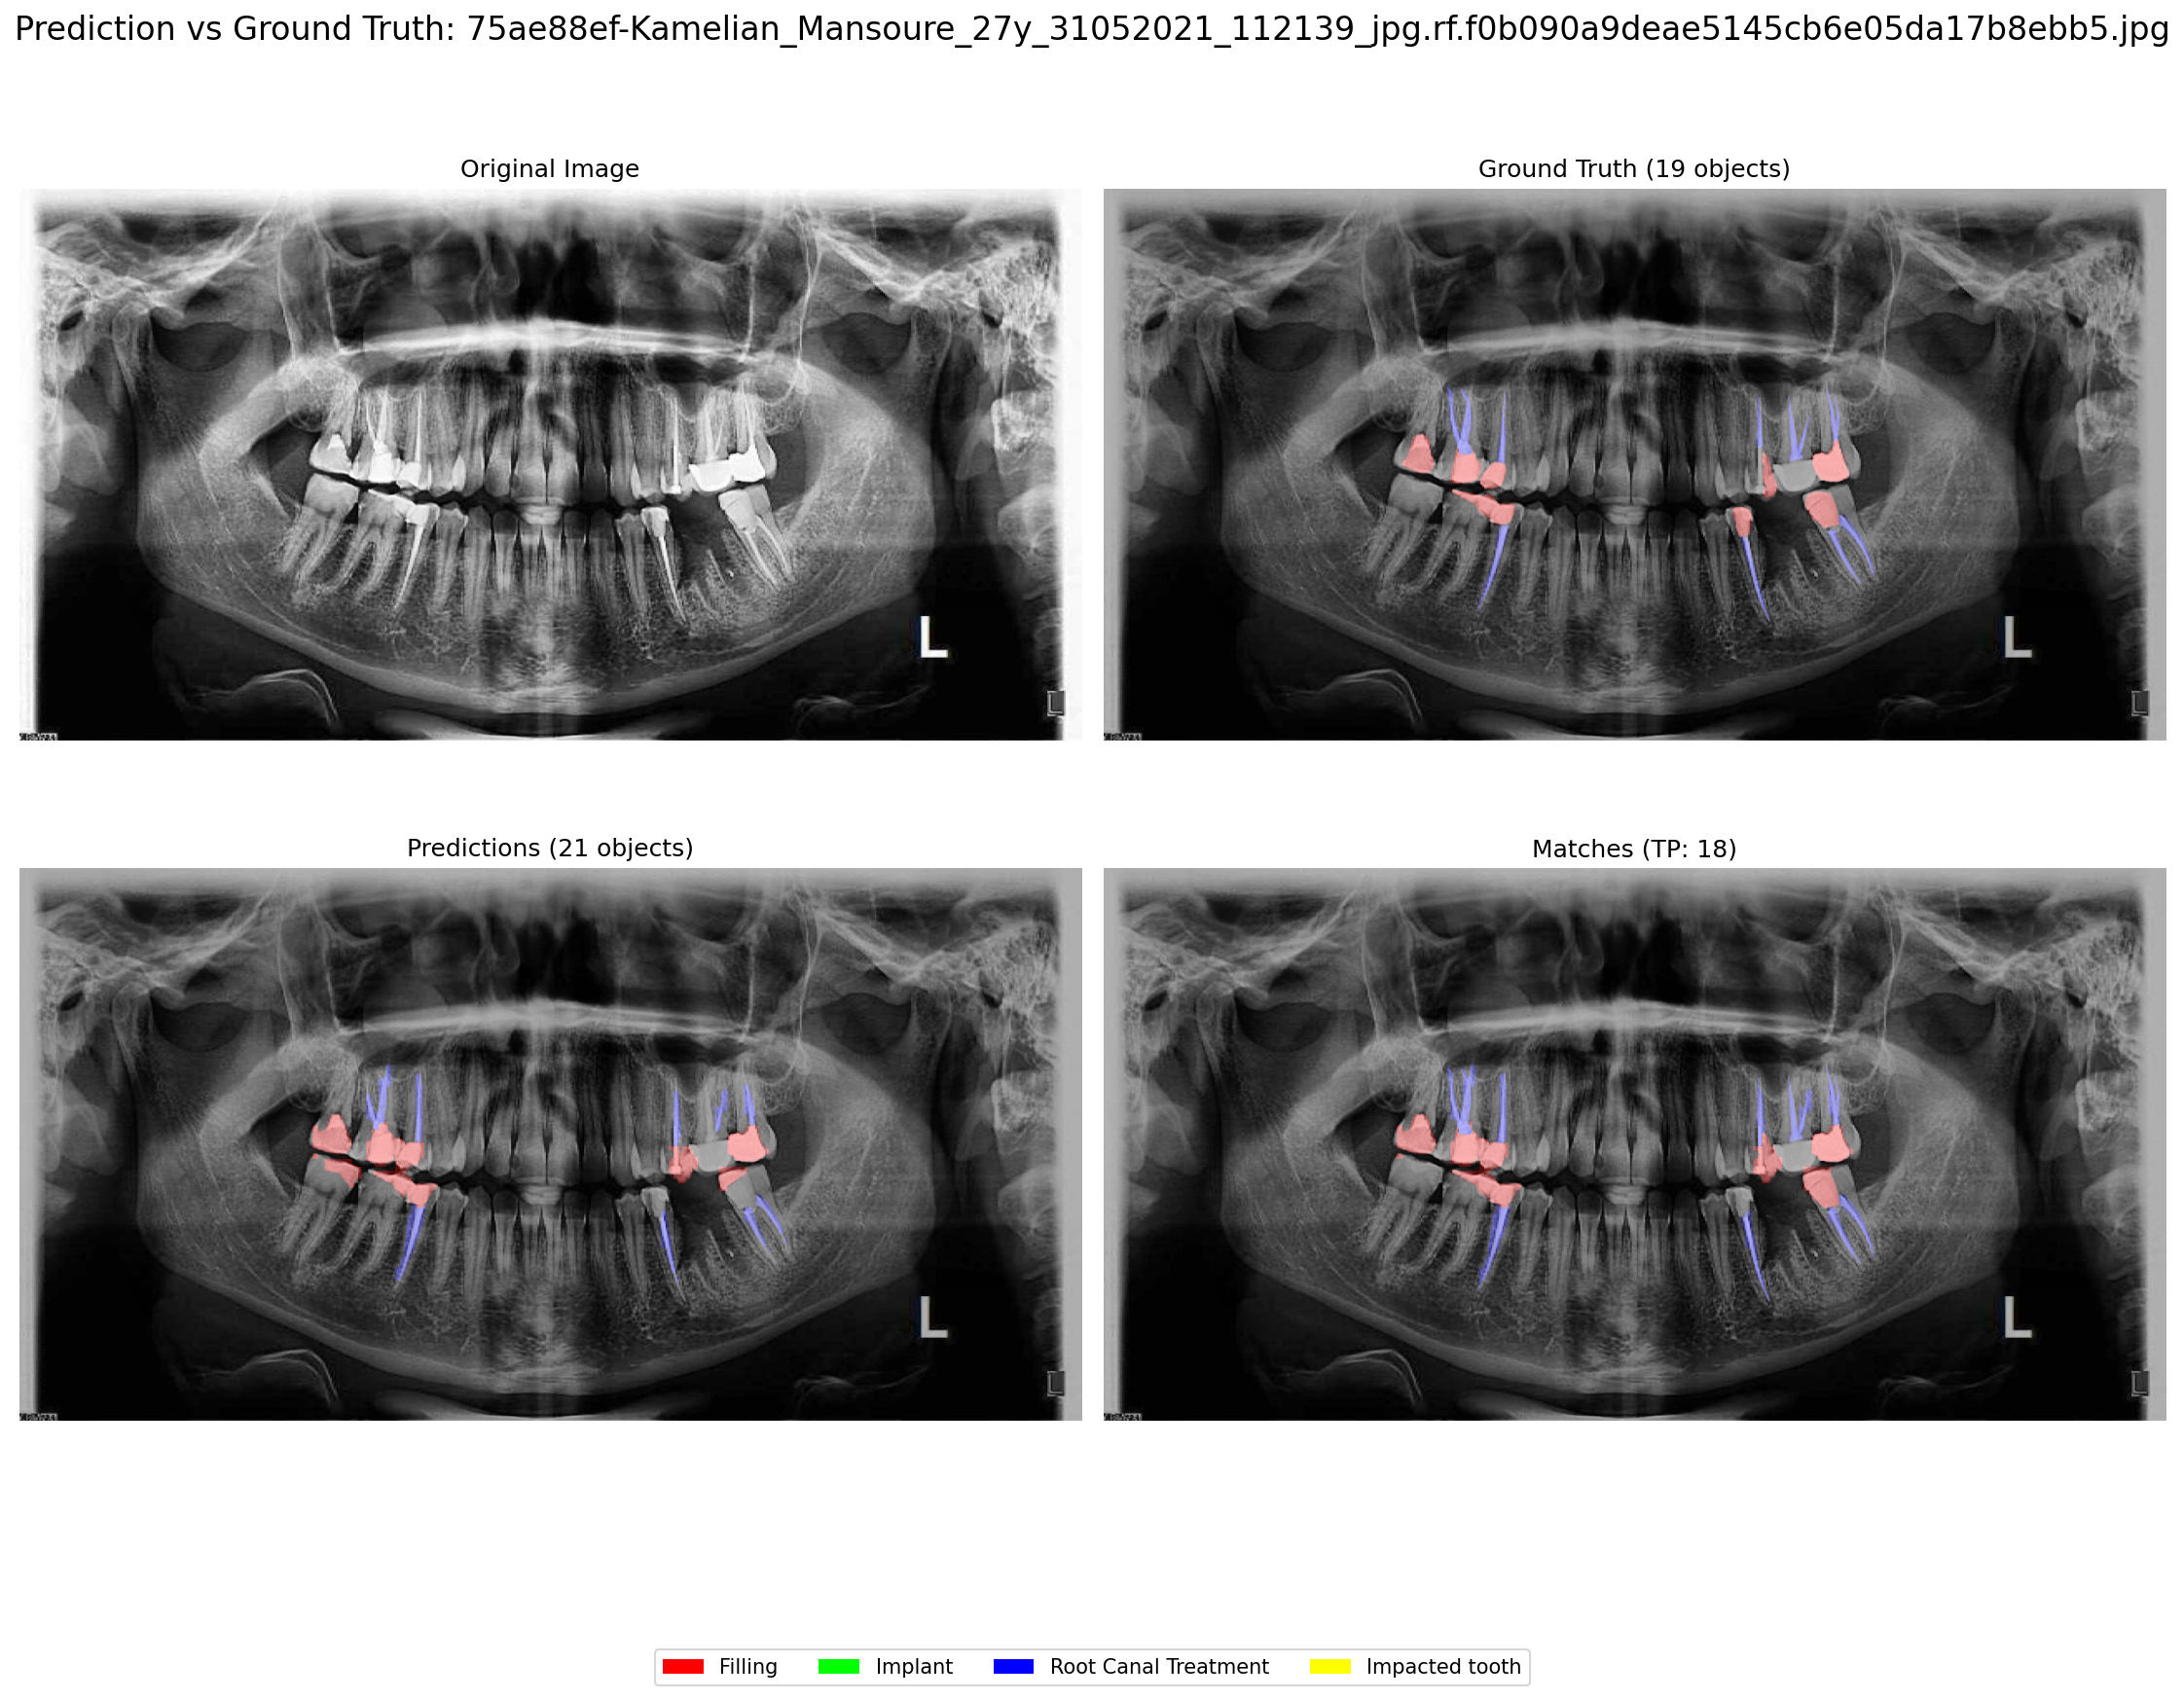 Prediction vs Ground Truth: 75ae88ef-Kamelian_Mansoure_27y_31052021_112139_jpg.rf.f0b090a9deae5145cb6e05da17b8ebb5.jpg
Original Image
Ground Truth (19 objects)
L
L
L
L
Predictions (21 objects)
Matches (TP: 18)
L
L
L
L
Filling
Implant
Root Canal Treatment
Impacted tooth